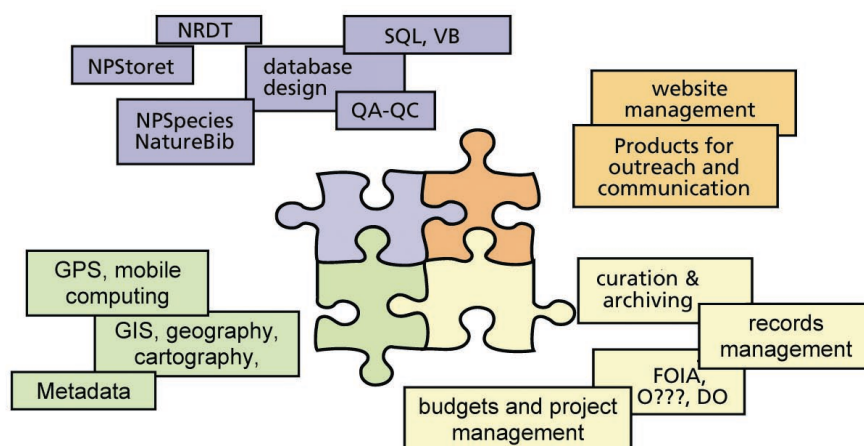 NRDT
SQL, VB
NPStoret
database
design
QA-QC
NPSpecies
NatureBib
website
management
Products for
outreach and
communication
GPS, mobile
computing
GIS, geography,
cartography,
Metadata
curation &
archiving
records
management
FOIA,
O???, DO
budgets and project
management